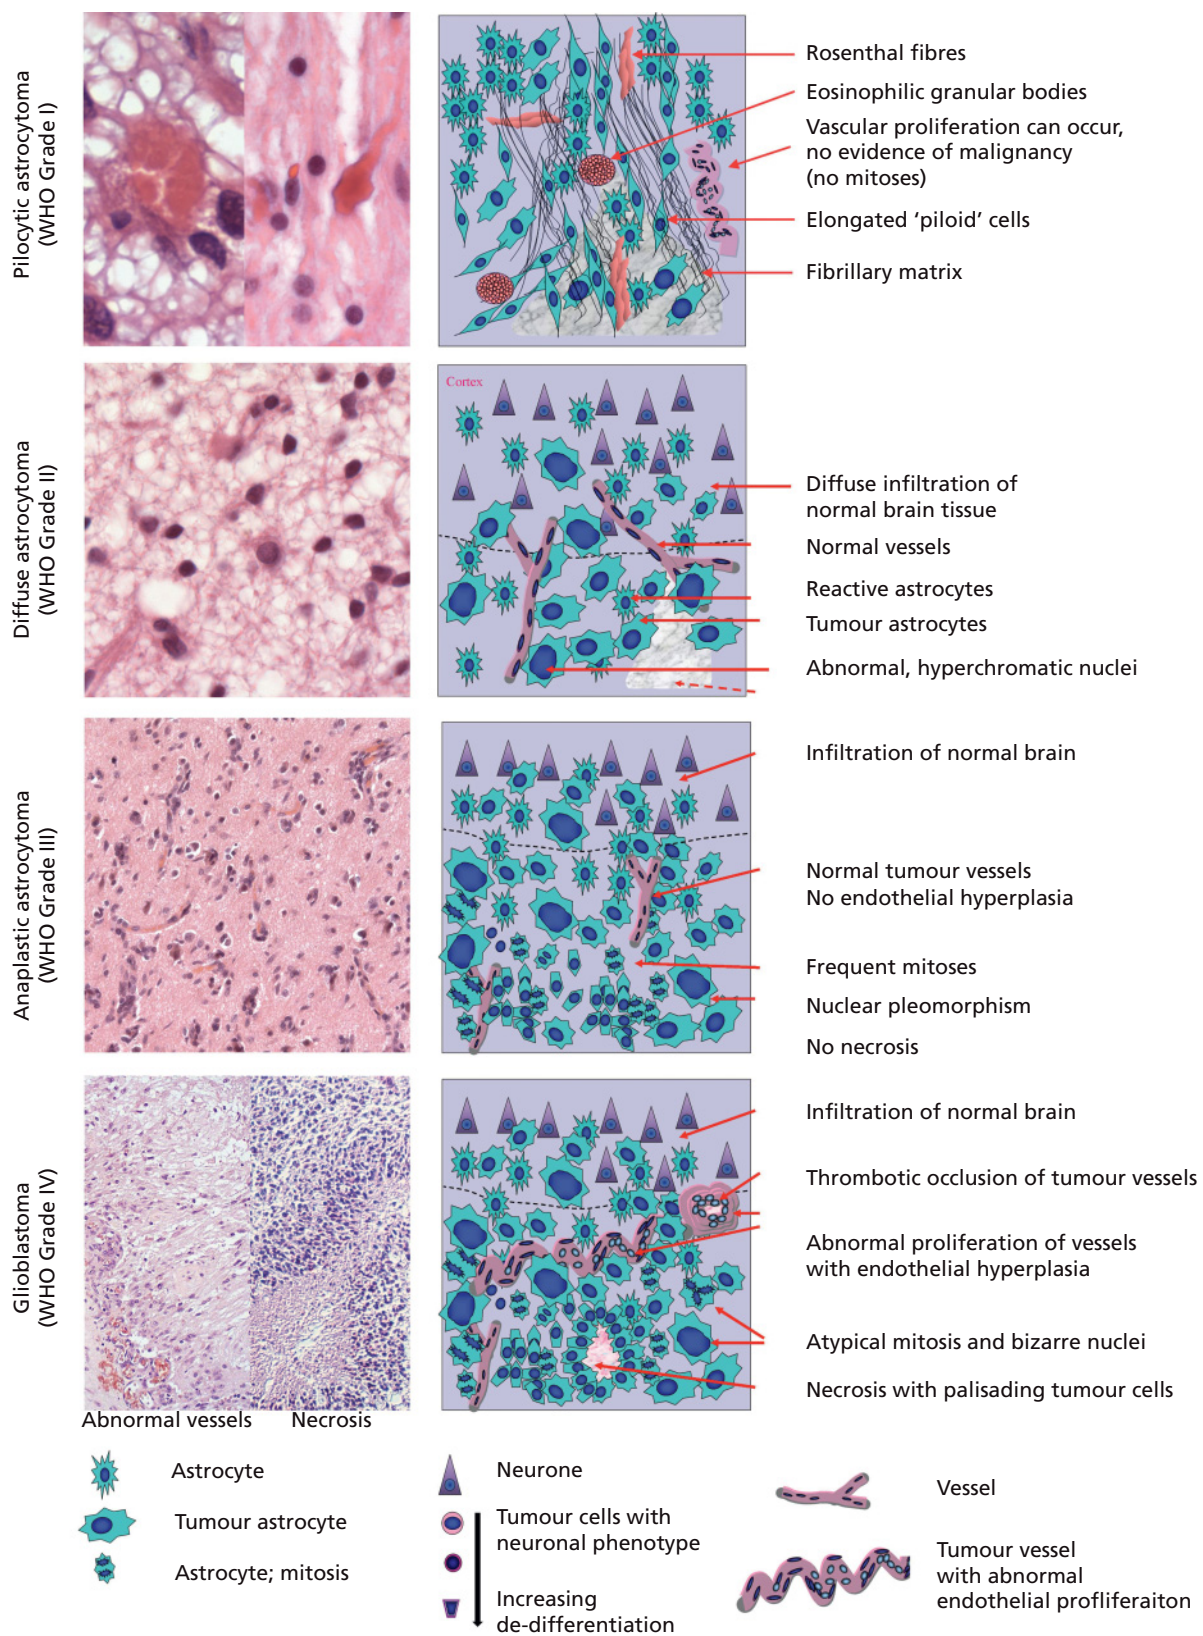 Pilocytic astrocytoma
(WHO Grade I)
Rosenthal fibres
Eosinophilic granular bodies
Vascular proliferation can occur,
no evidence of malignancy
(no mitoses)
Elongated ‘piloid’ cells
Fibrillary matrix
Diffuse astrocytoma
(WHO Grade II)
Cortex
Diffuse infiltration of
normal brain tissue
Normal vessels
Reactive astrocytes
Tumour astrocytes
Abnormal, hyperchromatic nuclei
Anaplastic astrocytoma
(WHO Grade III)
Infiltration of normal brain
Normal tumour vessels
No endothelial hyperplasia
Frequent mitoses
Nuclear pleomorphism
No necrosis
Glioblastoma
(WHO Grade IV)
Infiltration of normal brain
Thrombotic occlusion of tumour vessels
Abnormal proliferation of vessels
with endothelial hyperplasia
Atypical mitosis and bizarre nuclei
Necrosis with palisading tumour cells
Abnormal vessels
Necrosis
Astrocyte
Tumour astrocyte
Astrocyte; mitosis
Neurone
Tumour cells with
neuronal phenotype
Increasing
de-differentiation
Vessel
Tumour vessel
with abnormal
endothelial profliferaiton